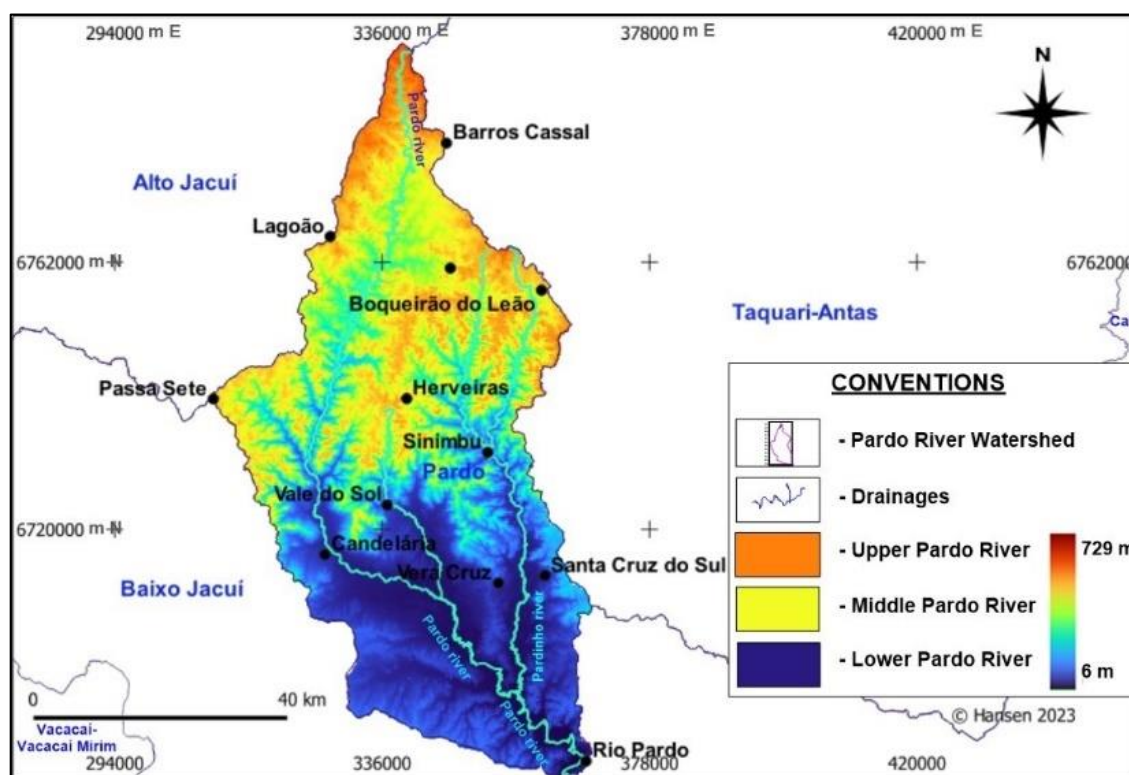 294000 m E
336000 m E
378000
420000
N
Pardo river
Barros Cassal
Alto Jacuí
Lagoão
6762000 m N
6762000
Boqueirão do Leão
Taquari-Antas
Ca
Passa Sete
Herveiras
CONVENTIONS
Sinimbu
Pardo
- Pardo River Watershed
- Drainages
Vale do Sol
6720000 m N
Candelária
Santa Cruz do Sul
Vera Cruz
- Upper Pardo River
729 m
Baixo Jacuí
- Middle Pardo River
Pardo river
Pardinho river
- Lower Pardo River
6 m
0
40 km
© Hansen 2023
Vacacai-
Vacacai Mirim
Pardo river
Rio Pardo
294000
336000
378000
420000